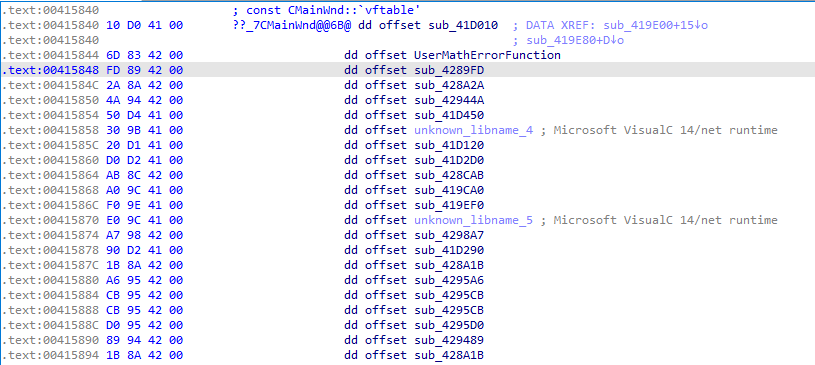 .text:00415840 ; const CMainWnd::`vftable'
.text:00415840 10 D0 41 00 ??_7CMainWnd@@6B@ dd offset sub_41D010 ; DATA XREF: sub_419E00+15↓o
.text:00415840 ; sub_419E80+D↓o
.text:00415844 6D 83 42 00 dd offset UserMathErrorFunction
.text:00415848 FD 89 42 00 dd offset sub_4289FD
.text:0041584C 2A 8A 42 00 dd offset sub_428A2A
.text:00415850 4A 94 42 00 dd offset sub_42944A
.text:00415854 50 D4 41 00 dd offset sub_41D450
.text:00415858 30 9B 41 00 dd offset unknown_libname_4 ; Microsoft VisualC 14/net runtime
.text:0041585C 20 D1 41 00 dd offset sub_41D120
.text:00415860 D0 D2 41 00 dd offset sub_41D2D0
.text:00415864 AB 8C 42 00 dd offset sub_428CAB
.text:00415868 A0 9C 41 00 dd offset sub_419CA0
.text:0041586C F0 9E 41 00 dd offset sub_419EF0
.text:00415870 E0 9C 41 00 dd offset unknown_libname_5 ; Microsoft VisualC 14/net runtime
.text:00415874 A7 98 42 00 dd offset sub_4298A7
.text:00415878 90 D2 41 00 dd offset sub_41D290
.text:0041587C 1B 8A 42 00 dd offset sub_428A1B
.text:00415880 A6 95 42 00 dd offset sub_4295A6
.text:00415884 CB 95 42 00 dd offset sub_4295CB
.text:00415888 CB 95 42 00 dd offset sub_4295CB
.text:0041588C D0 95 42 00 dd offset sub_4295D0
.text:00415890 89 94 42 00 dd offset sub_429489
.text:00415894 1B 8A 42 00 dd offset sub_428A1B